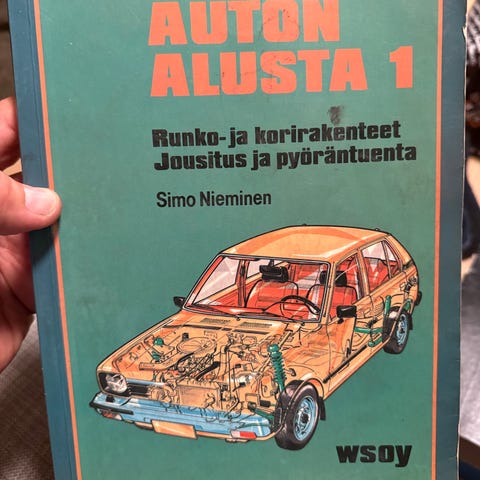 AUTON
ALUSTA 1
Runko- ja korirakenteet
Jousitus ja pyöräntuenta
Simo Nieminen
wsoy